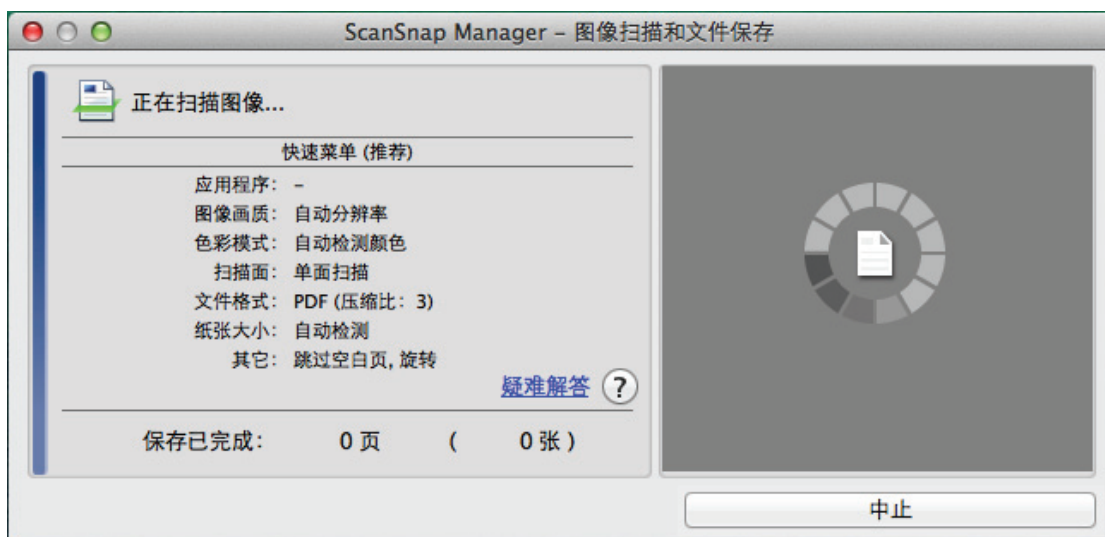 ScanSnap Manager – 图像扫描和文件保存
正在扫描图像...
快速菜单 (推荐)
应用程序: –
图像画质: 自动分辨率
色彩模式: 自动检测颜色
扫描面: 单面扫描
文件格式: PDF (压缩比: 3)
纸张大小: 自动检测
其它: 跳过空白页, 旋转
疑难解答 ?
保存已完成: 0 页 ( 0 张 )
中止